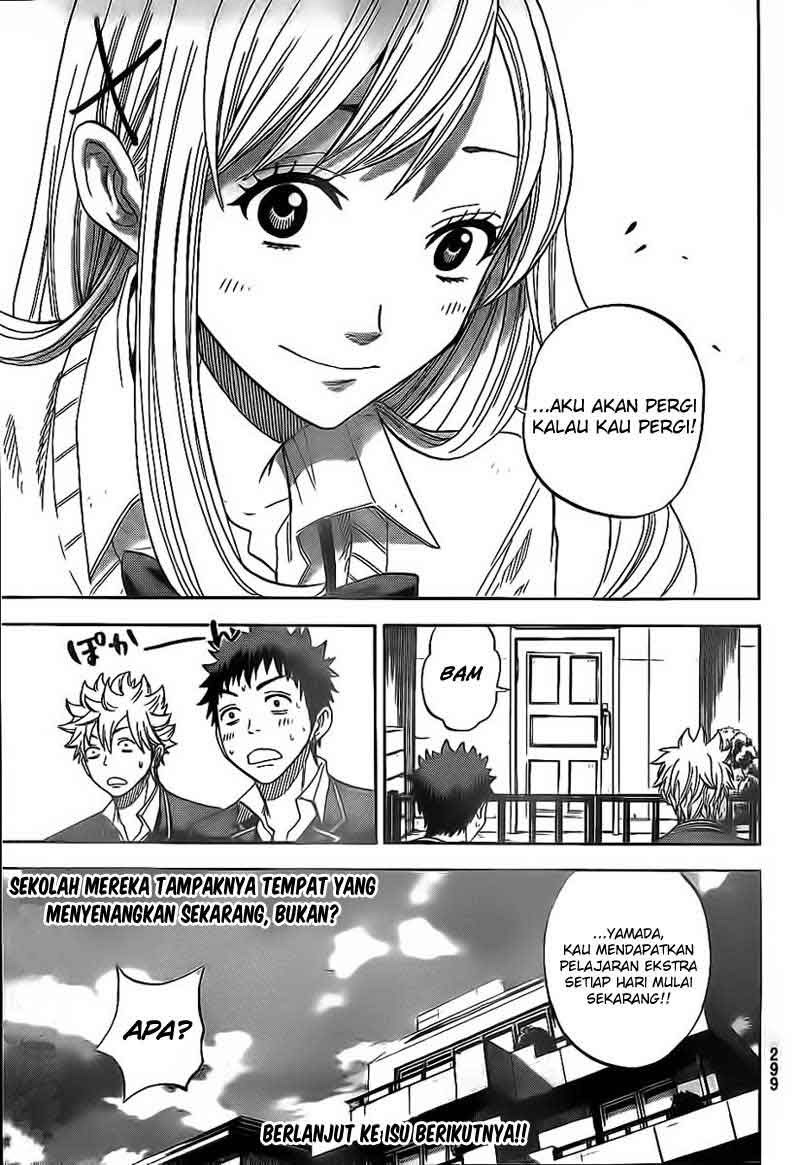 ...AKU AKAN PERGI
KALAU KAU PERGI!
BAM
ぽかーん
SEKOLAH MEREKA TAMPAKNYA TEMPAT YANG
MENYENANGKAN SEKARANG, BUKAN?
...YAMADA,
KAU MENDAPATKAN
PELAJARAN EKSTRA
SETIAP HARI MULAI
SEKARANG!!
APA?
299
BERLANJUT KE ISU BERIKUTNYA!!